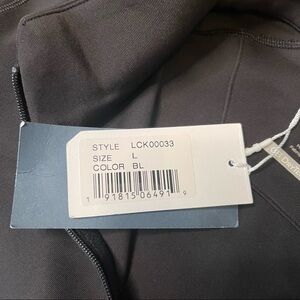 STYLE LCK00033
SIZE L
COLOR BL
1 91815 06491 9